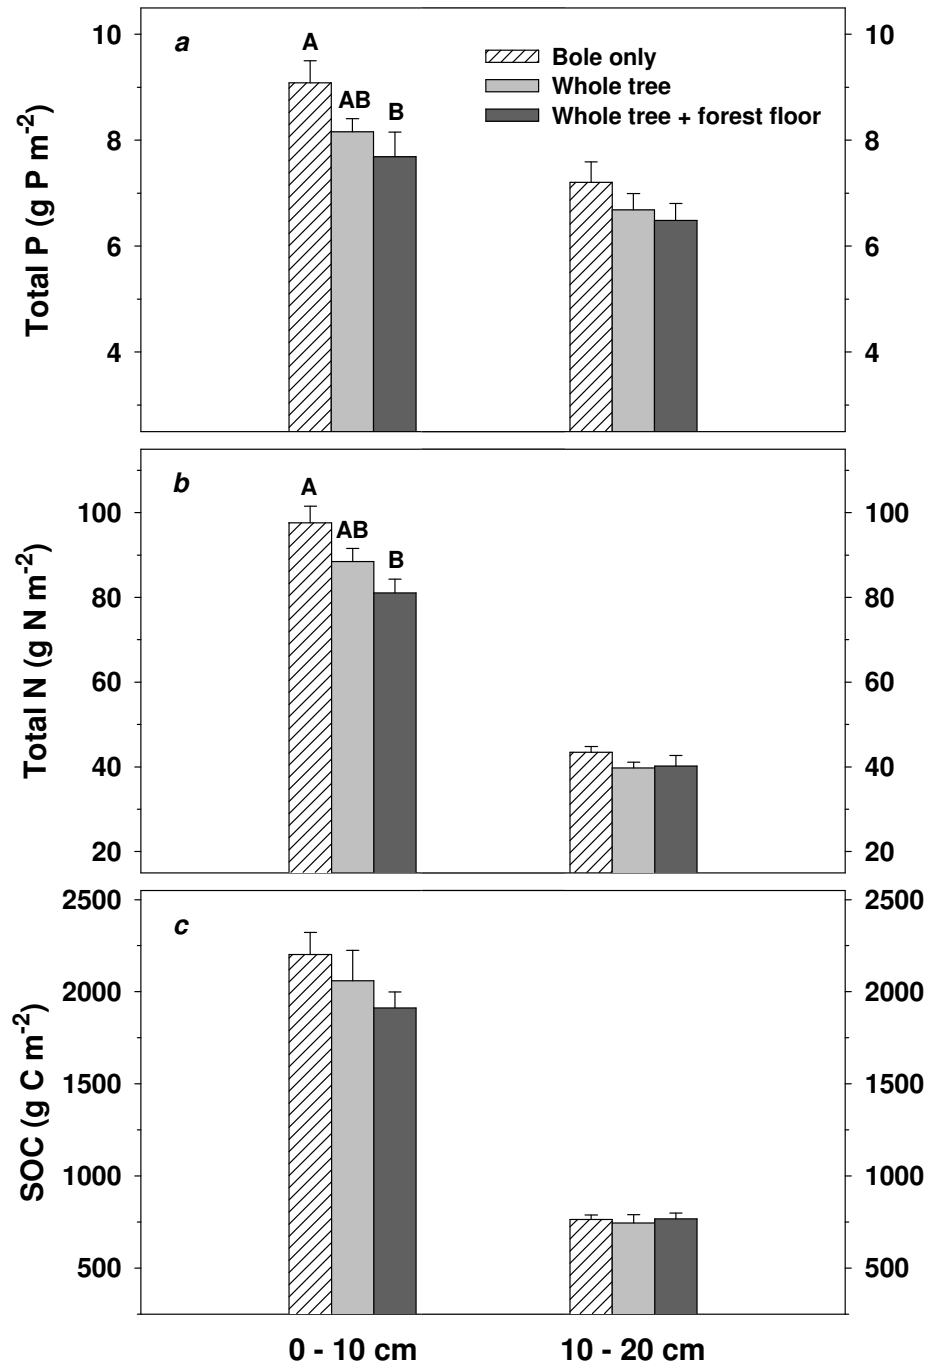 a
A
AB
B
Bole only
Whole tree
Whole tree + forest floor
Total P (g P m-2)
10
8
6
4
10
8
6
4
b
A
AB
B
Total N (g N m-2)
100
80
60
40
20
100
80
60
40
20
c
SOC (g C m-2)
2500
2000
1500
1000
500
2500
2000
1500
1000
500
0 - 10 cm
10 - 20 cm